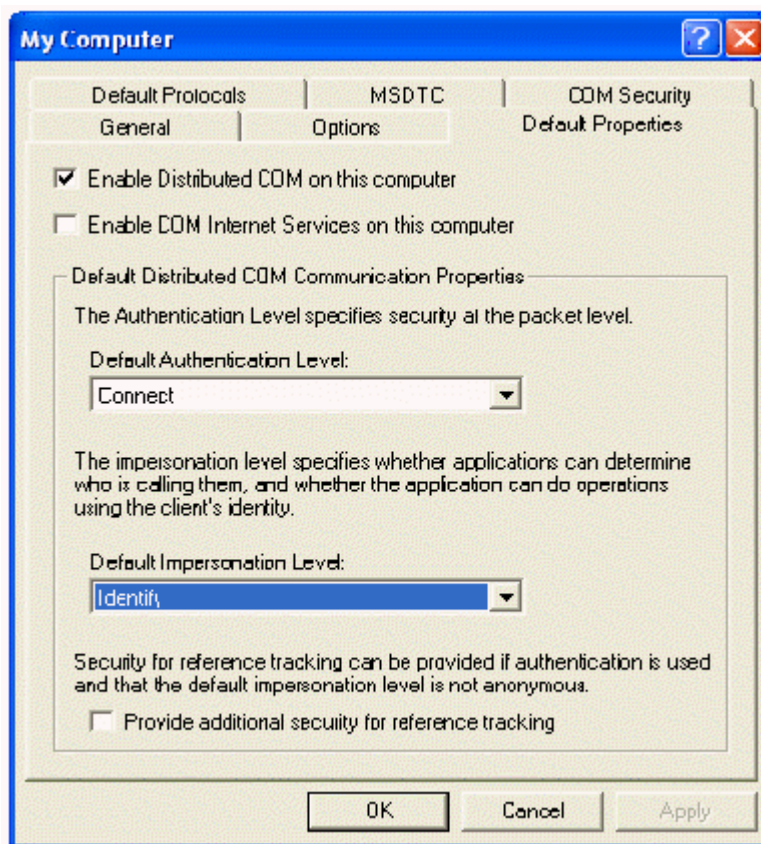 My Computer
Default Protocols
MSDTC
COM Security
General
Options
Default Properties
Enable Distributed COM on this computer
Enable COM Internet Services on this computer
Default Distributed COM Communication Properties
The Authentication Level specifies security at the packet level.
Default Authentication Level:
Connect
The impersonation level specifies whether applications can determine
who is calling them, and whether the application can do operations
using the client's identity.
Default Impersonation Level:
Identify
Security for reference tracking can be provided if authentication is used
and that the default impersonation level is not anonymous.
Provide additional security for reference tracking
OK
Cancel
Apply